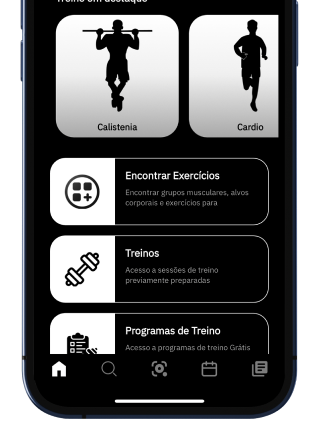 Treino em destaque
Calistenia
Cardio
Encontrar Exercícios
Encontrar grupos musculares, alvos
corporais e exercícios para
Treinos
Acesso a sessões de treino
previamente preparadas
Programas de Treino
Acesso a programas de treino Grátis